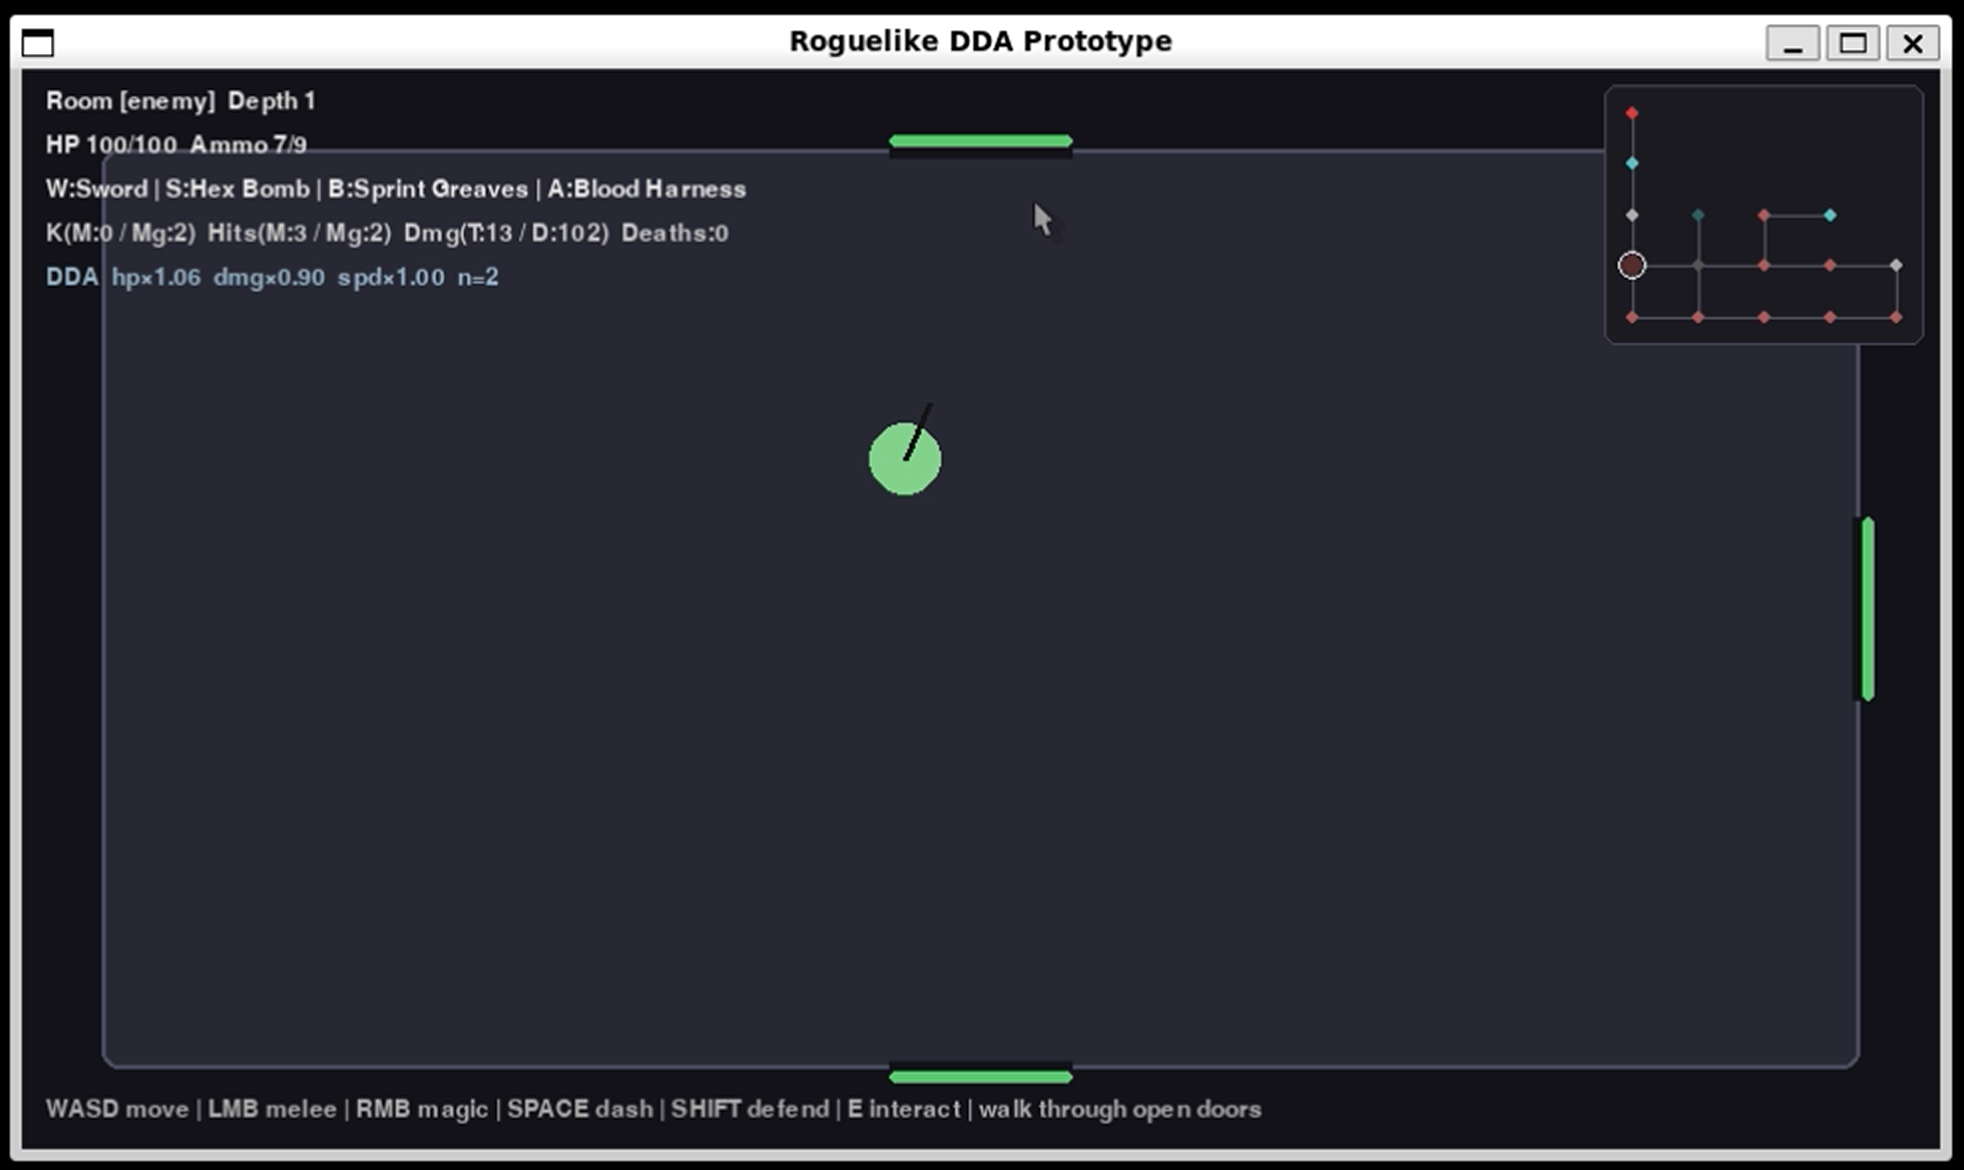 Roguelike DDA Prototype
Room [enemy] Depth 1
HP 100/100 Ammo 7/9
W:Sword | S:Hex Bomb | B:Sprint Greaves | A:Blood Harness
K(M:0 / Mg:2) Hits(M:3 / Mg:2) Dmg(T:13 / D:102) Deaths:0
DDA hp×1.06 dmg×0.90 spd×1.00 n=2
WASD move | LMB melee | RMB magic | SPACE dash | SHIFT defend | E interact | walk through open doors